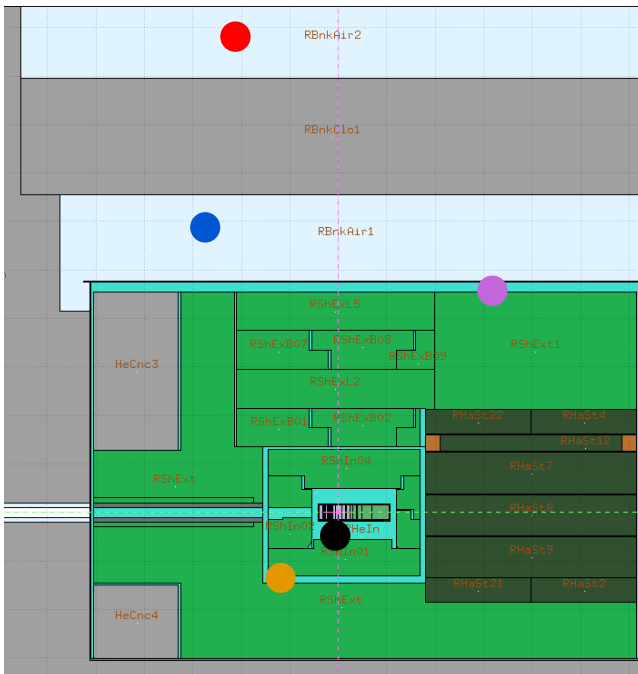 RBnkAir2
RBnkClo1
RBnkAir1
RShExL5
RShExB07
RShExB08
RShExB09
RShExt1
HeCnc3
RShExL2
RShExB01
RShExB02
RHaSt22
RHaSt4
RHaSt12
RShIn04
RHaSt7
RShExt
RHaSt8
RShIn02
HeIn
RShIn01
RHaSt9
RHaSt21
RHaSt2
RShExt
HeCnc4